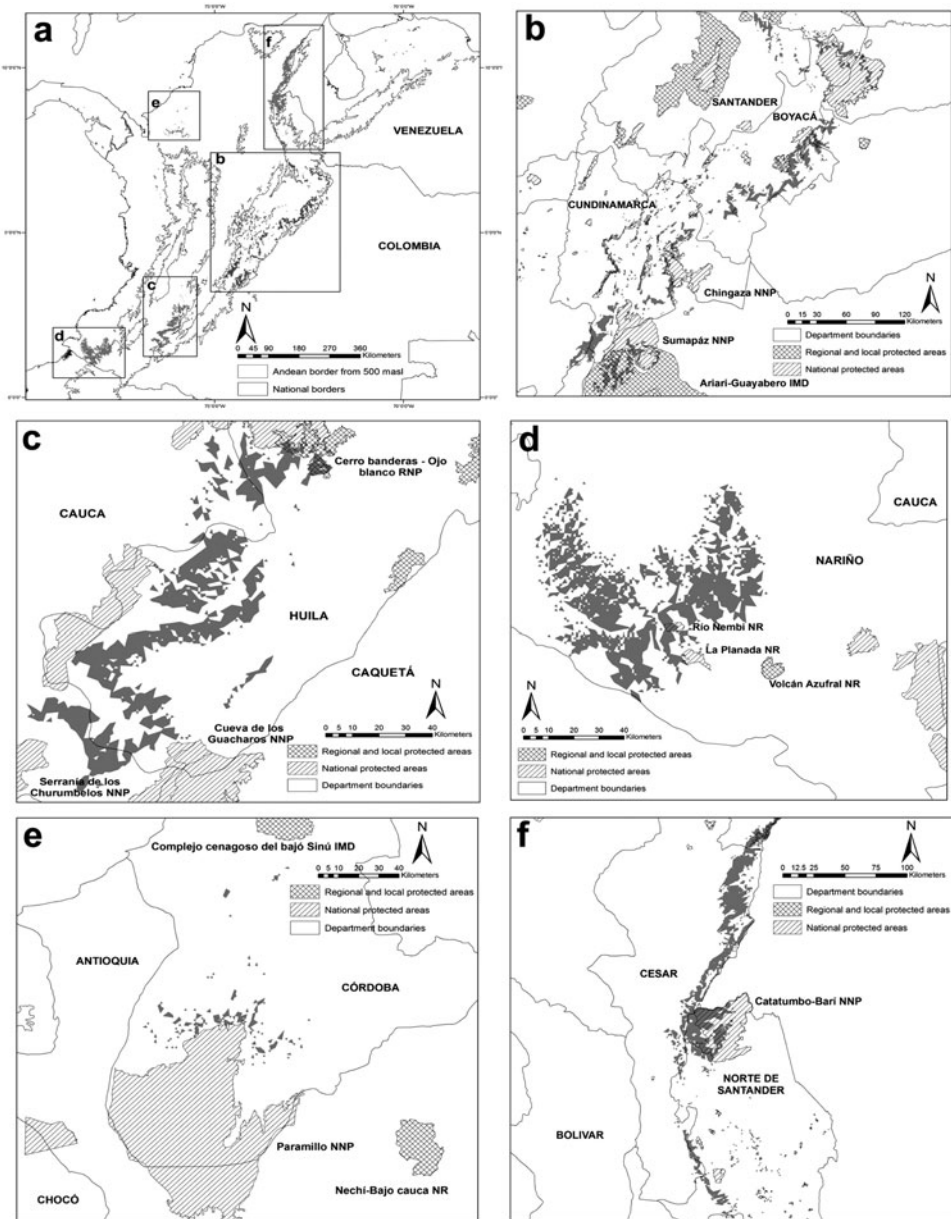 a
f
e
VENEZUELA
b
COLOMBIA
c
d
N
0 45 90 180 270 360
Kilometers
Andean border from 500 masl
National borders
b
SANTANDER
BOYACÁ
CUNDINAMARCA
Chingaza NNP
N
0 15 30 60 90 120
Kilometers
Sumapáz NNP
Department boundaries
Regional and local protected areas
National protected areas
Ariari-Guayabero IMD
c
Cerro banderas - Ojo
blanco RNP
CAUCA
HUILA
CAQUETÁ
N
Cueva de los
Guacharos NNP
0 5 10 20 30 40
Kilometers
Regional and local protected areas
National protected areas
Department boundaries
Serranía de los
Churumbelos NNP
d
CAUCA
NARIÑO
Río Ñembí NR
La Planada NR
Volcán Azufral NR
N
0 5 10 20 30 40
Kilometers
Regional and local protected areas
National protected areas
Department boundaries
e
N
Complejo cenagoso del bajó Sinú IMD
0 5 10 20 30 40
Kilometers
Regional and local protected areas
National protected areas
Department boundaries
ANTIOQUIA
CÓRDOBA
Paramillo NNP
Nechí-Bajo cauca NR
CHOCÓ
f
N
0 12.5 25 50 75 100
Kilometers
Department boundaries
Regional and local protected areas
National protected areas
CESAR
Catatumbo-Barí NNP
NORTE DE
SANTANDER
BOLIVAR